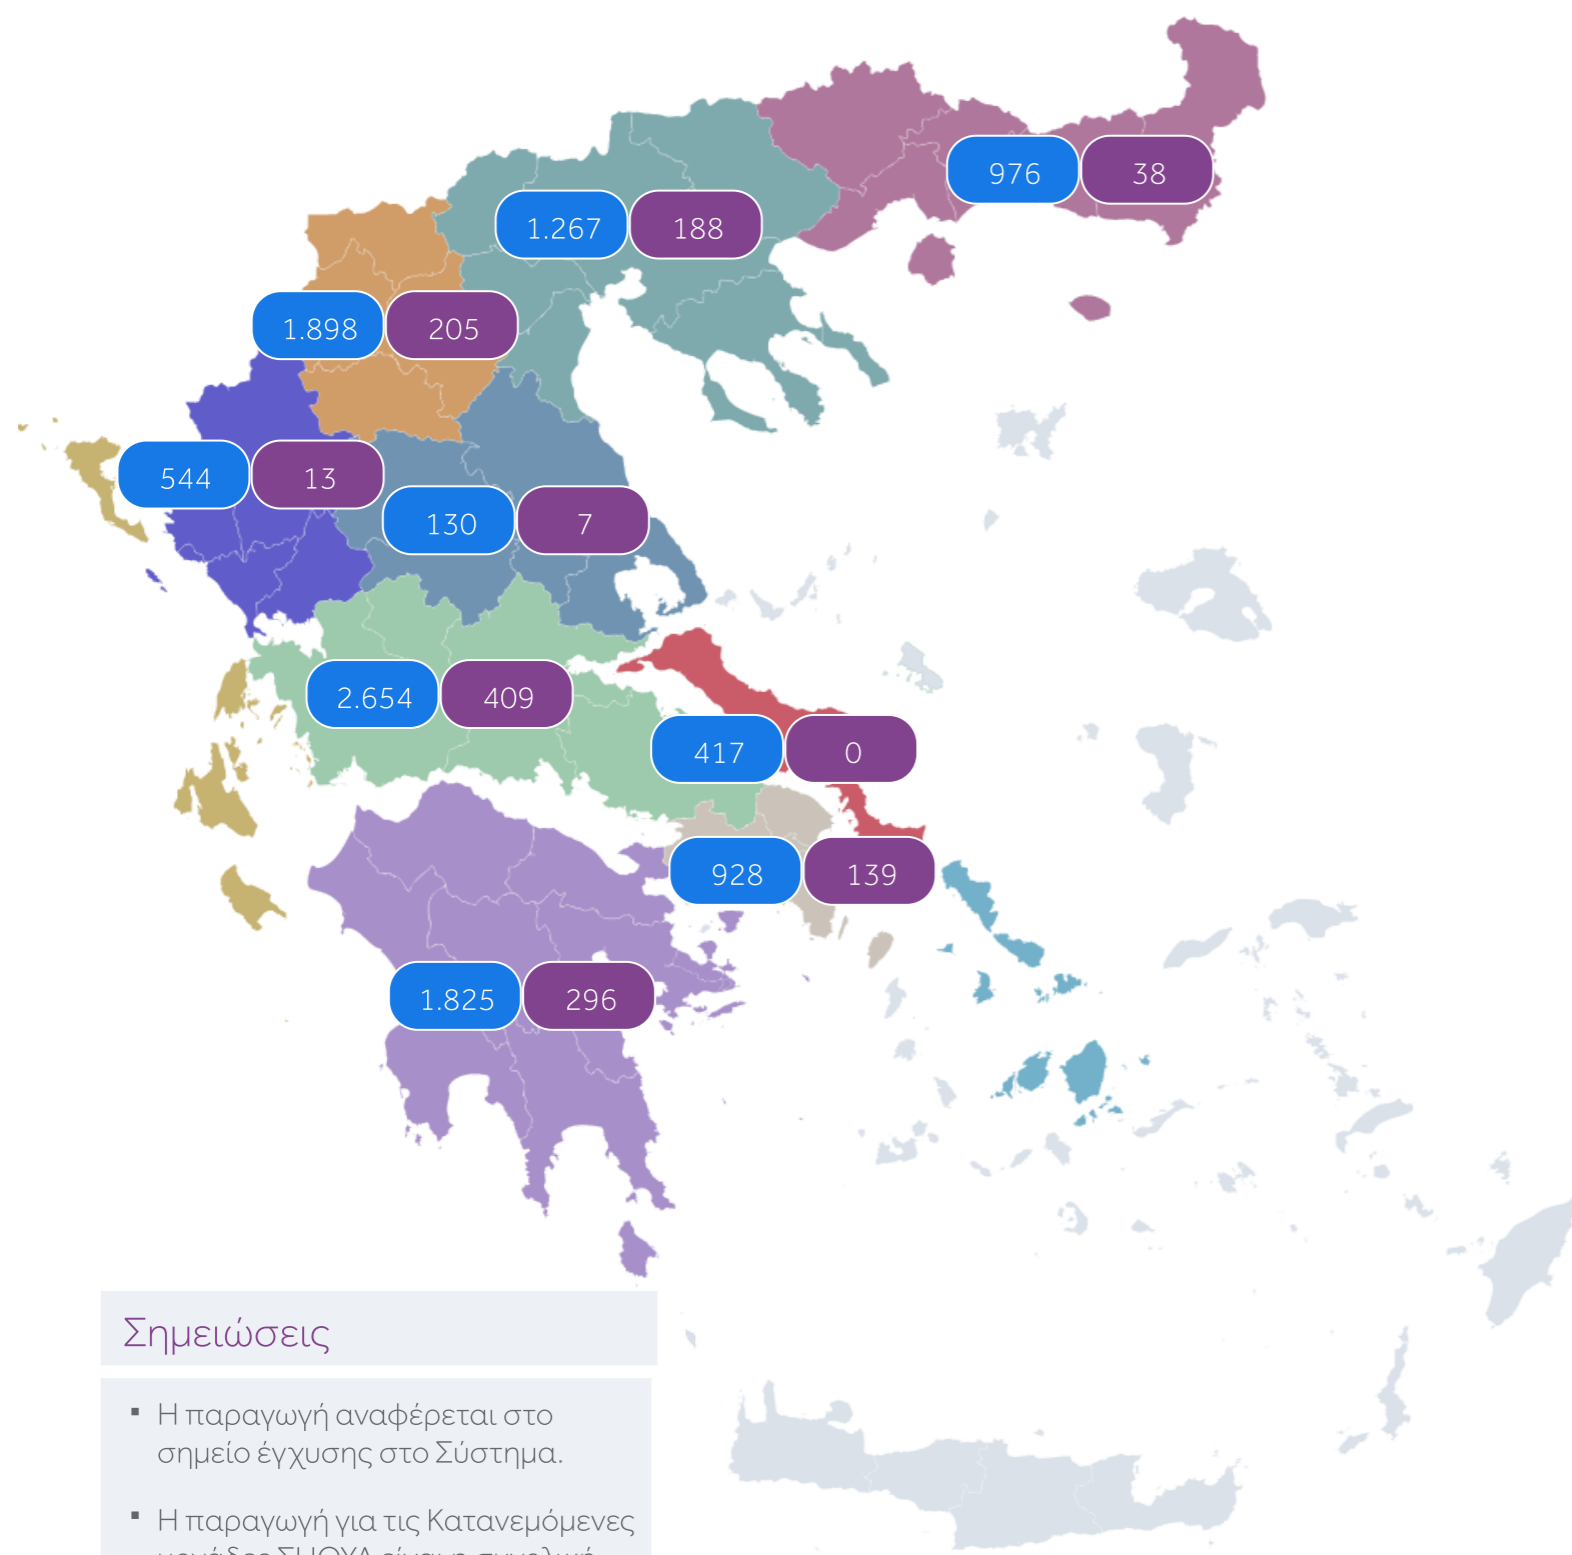 976 38
1.267 188
1.898 205
544 13
130 7
2.654 409
417 0
928 139
1.825 296
Σημειώσεις
▪ Η παραγωγή αναφέρεται στο
σημείο έγχυσης στο Σύστημα.
▪ Η παραγωγή για τις Κατανεμόμενες